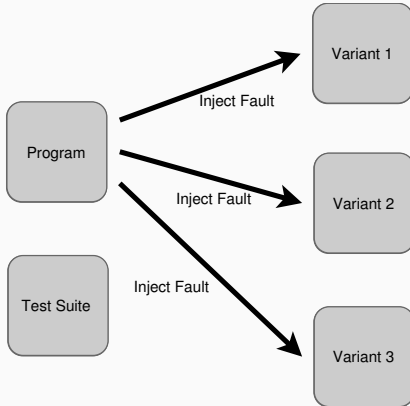 Variant 1
Inject Fault
Program
Inject Fault
Variant 2
Inject Fault
Test Suite
Variant 3